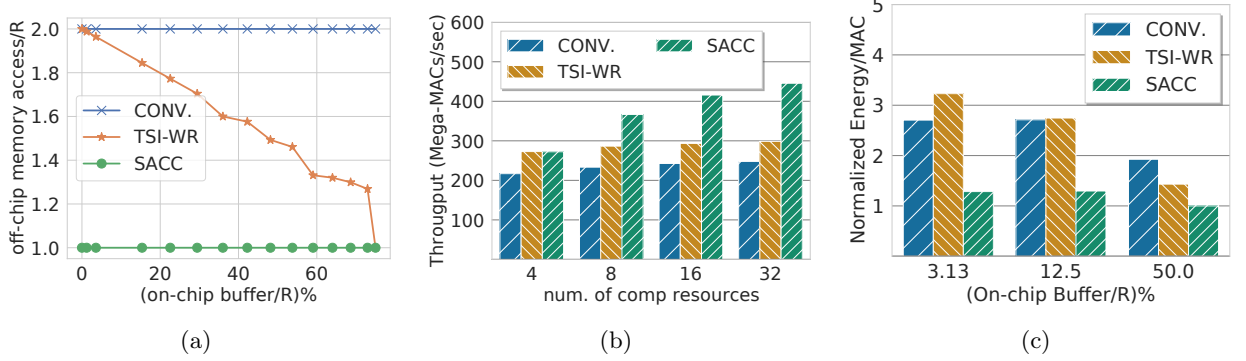 off-chip memory access/R
2.0
1.8
1.6
1.4
1.2
1.0
CONV.
TSI-WR
SACC
0 20 40 60
(on-chip buffer/R)%
(a)
Througput (Mega-MACs/sec)
600
500
400
300
200
100
CONV. SACC
TSI-WR
4 8 16 32
num. of comp resources
(b)
Normalized Energy/MAC
5
4
3
2
1
CONV.
TSI-WR
SACC
3.13 12.5 50.0
(On-chip Buffer/R)%
(c)